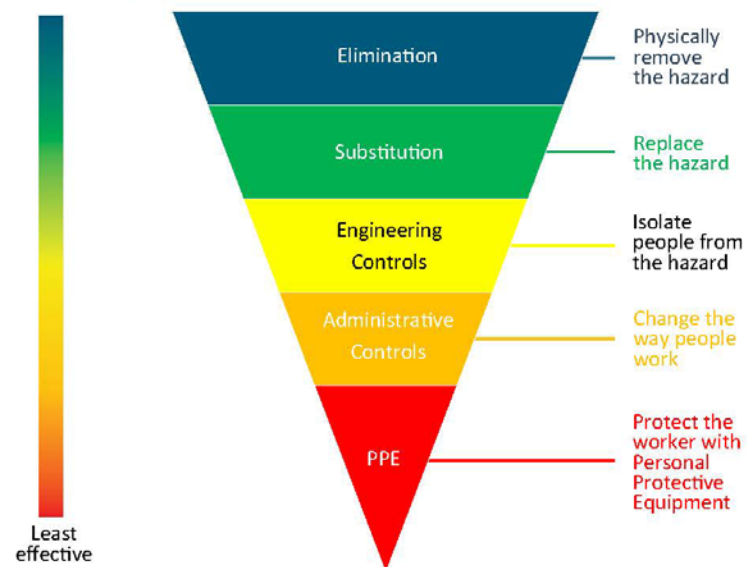 Elimination
Physically
remove
the hazard
Substitution
Replace
the hazard
Engineering
Controls
Isolate
people from
the hazard
Administrative
Controls
Change the
way people
work
PPE
Protect the
worker with
Personal
Protective
Equipment
Least
effective